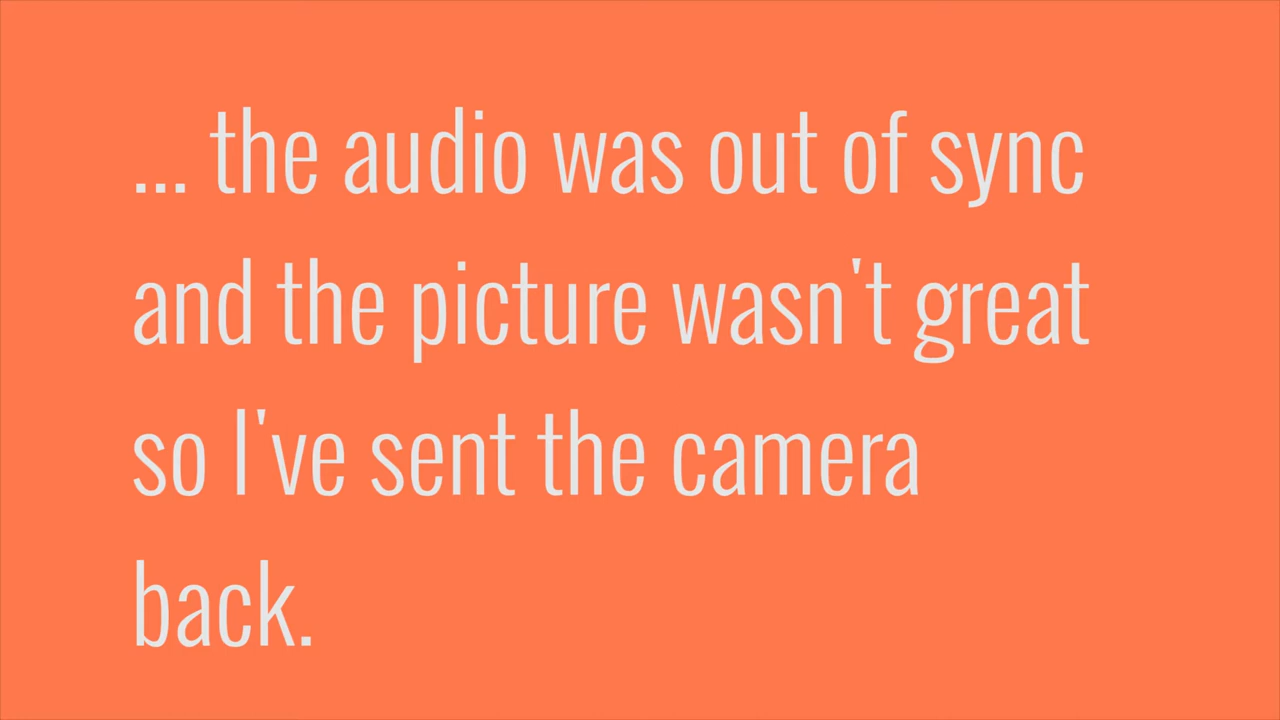 ... the audio was out of sync
and the picture wasn't great
so I've sent the camera
back.